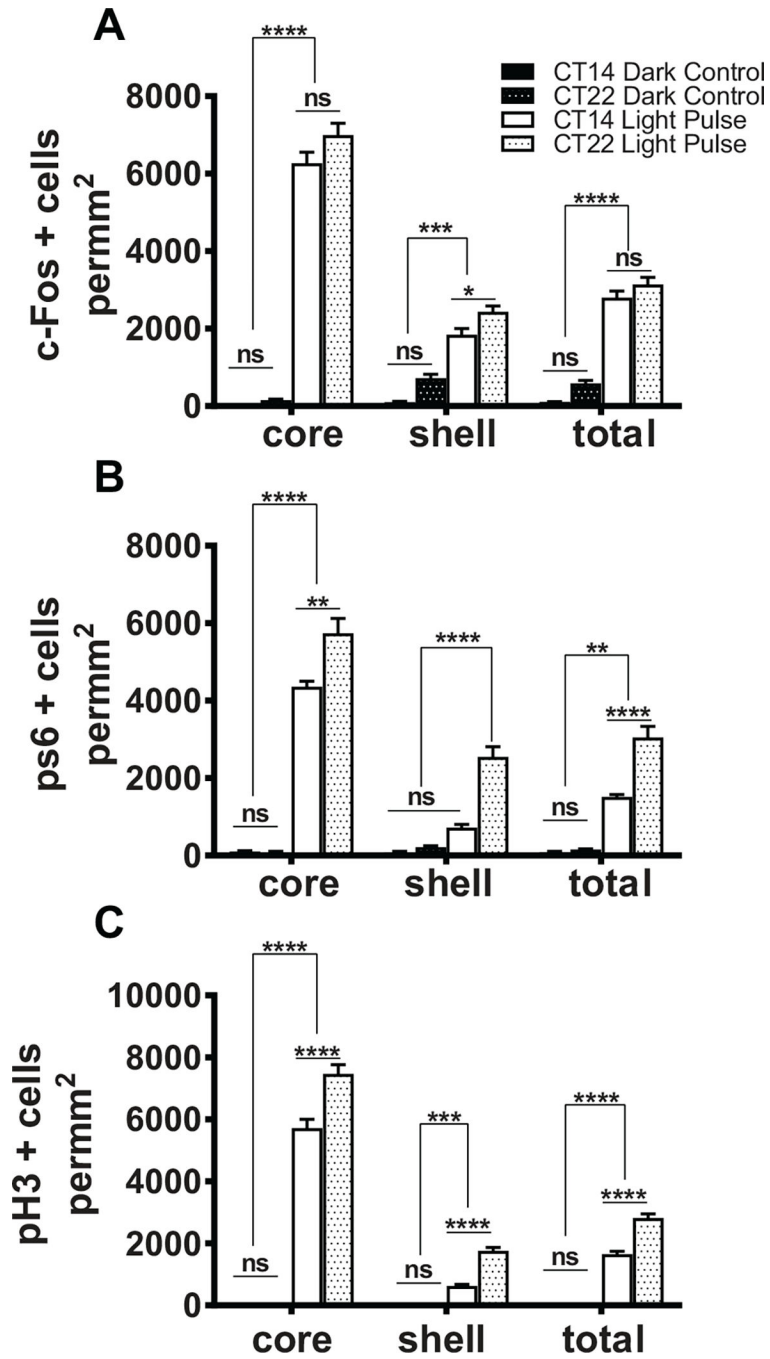 A
****
ns
CT14 Dark Control
CT22 Dark Control
CT14 Light Pulse
CT22 Light Pulse
8000
6000
4000
2000
0
c-Fos + cells
permm²
ns
***
*
ns
****
ns
ns
core shell total
B
****
**
8000
6000
4000
2000
0
ps6 + cells
permm²
ns
****
ns
**
****
ns
core shell total
C
****
****
10000
8000
6000
4000
2000
0
pH3 + cells
permm²
ns
***
****
ns
****
****
ns
core shell total